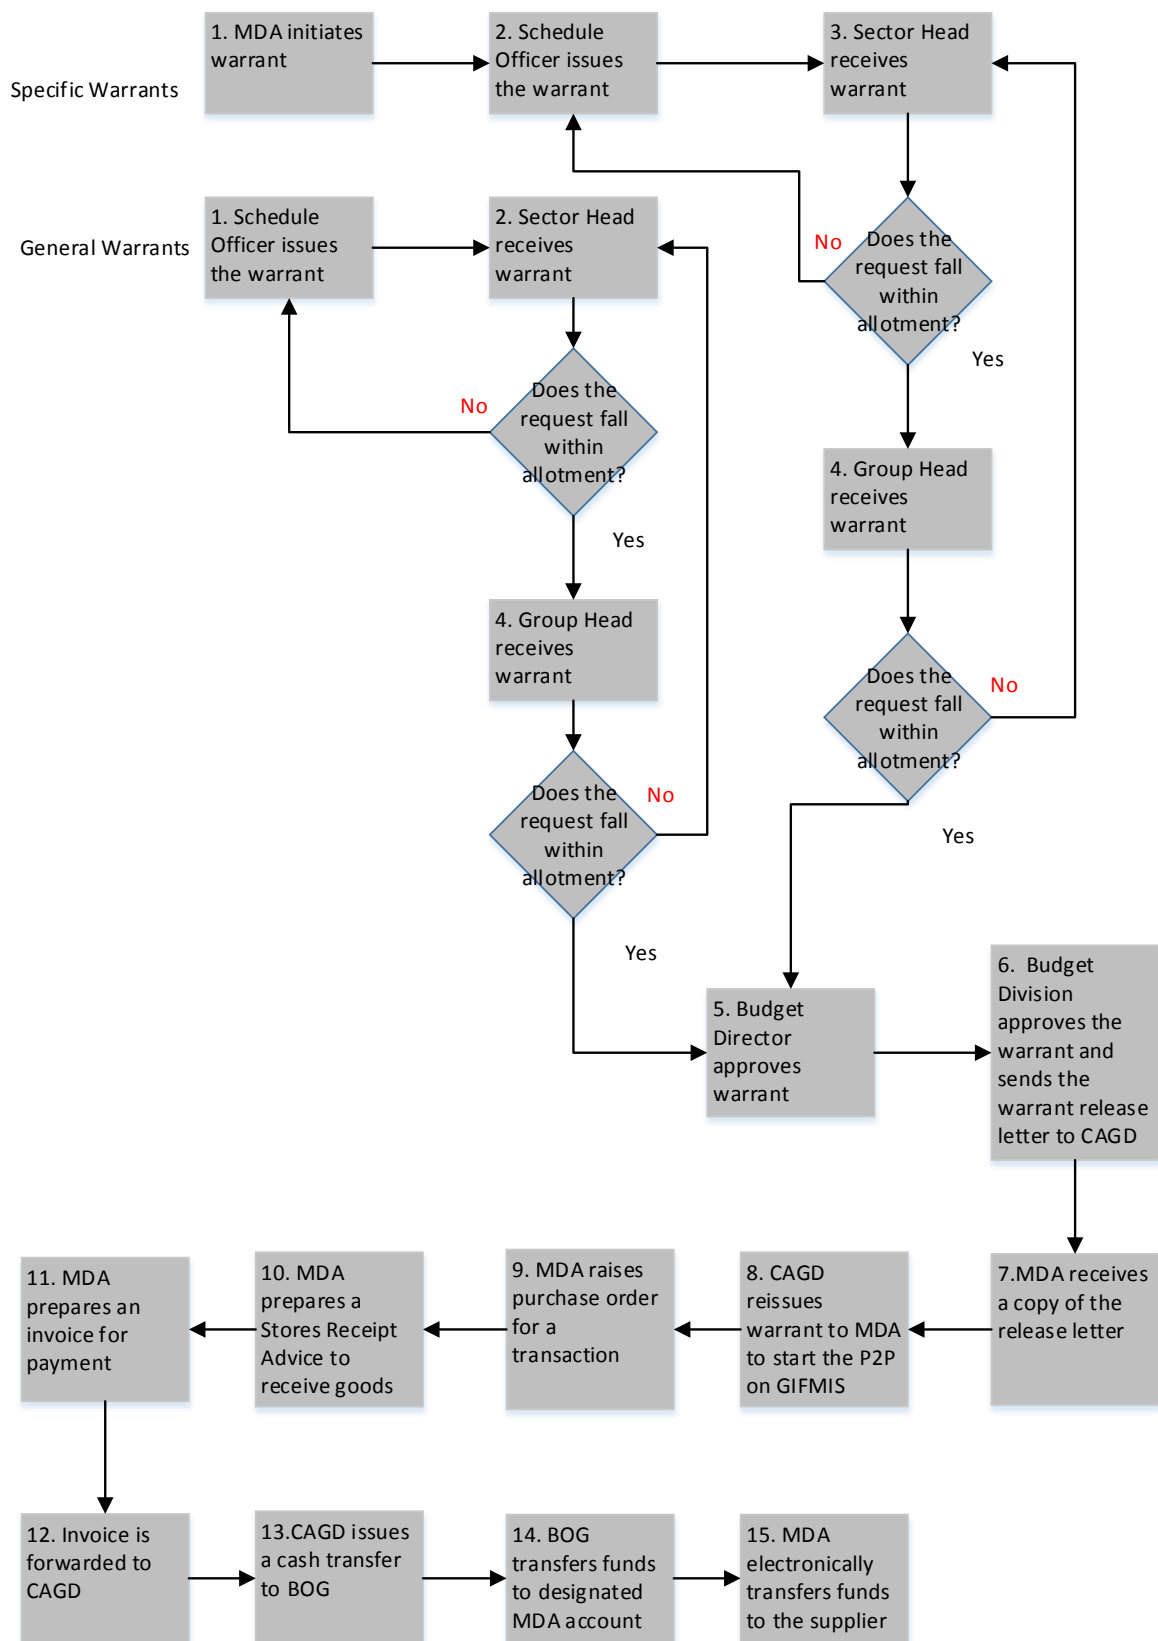 1. MDA initiates
warrant
2. Schedule
Officer issues
the warrant
3. Sector Head
receives
warrant
Specific Warrants
1. Schedule
Officer issues
the warrant
2. Sector Head
receives
warrant
General Warrants
No
Does the
request fall
within
allotment?
Yes
No
Does the
request fall
within
allotment?
Yes
4. Group Head
receives
warrant
4. Group Head
receives
warrant
Does the
request fall
within
allotment?
No
Yes
Does the
request fall
within
allotment?
No
Yes
5. Budget
Director
approves
warrant
6. Budget
Division
approves the
warrant and
sends the
warrant release
letter to CAGD
7.MDA receives
a copy of the
release letter
8. CAGD
reissues
warrant to MDA
to start the P2P
on GIFMIS
9. MDA raises
purchase order
for a
transaction
10. MDA
prepares a
Stores Receipt
Advice to
receive goods
11. MDA
prepares an
invoice for
payment
12. Invoice is
forwarded to
CAGD
13.CAGD issues
a cash transfer
to BOG
14. BOG
transfers funds
to designated
MDA account
15. MDA
electronically
transfers funds
to the supplier